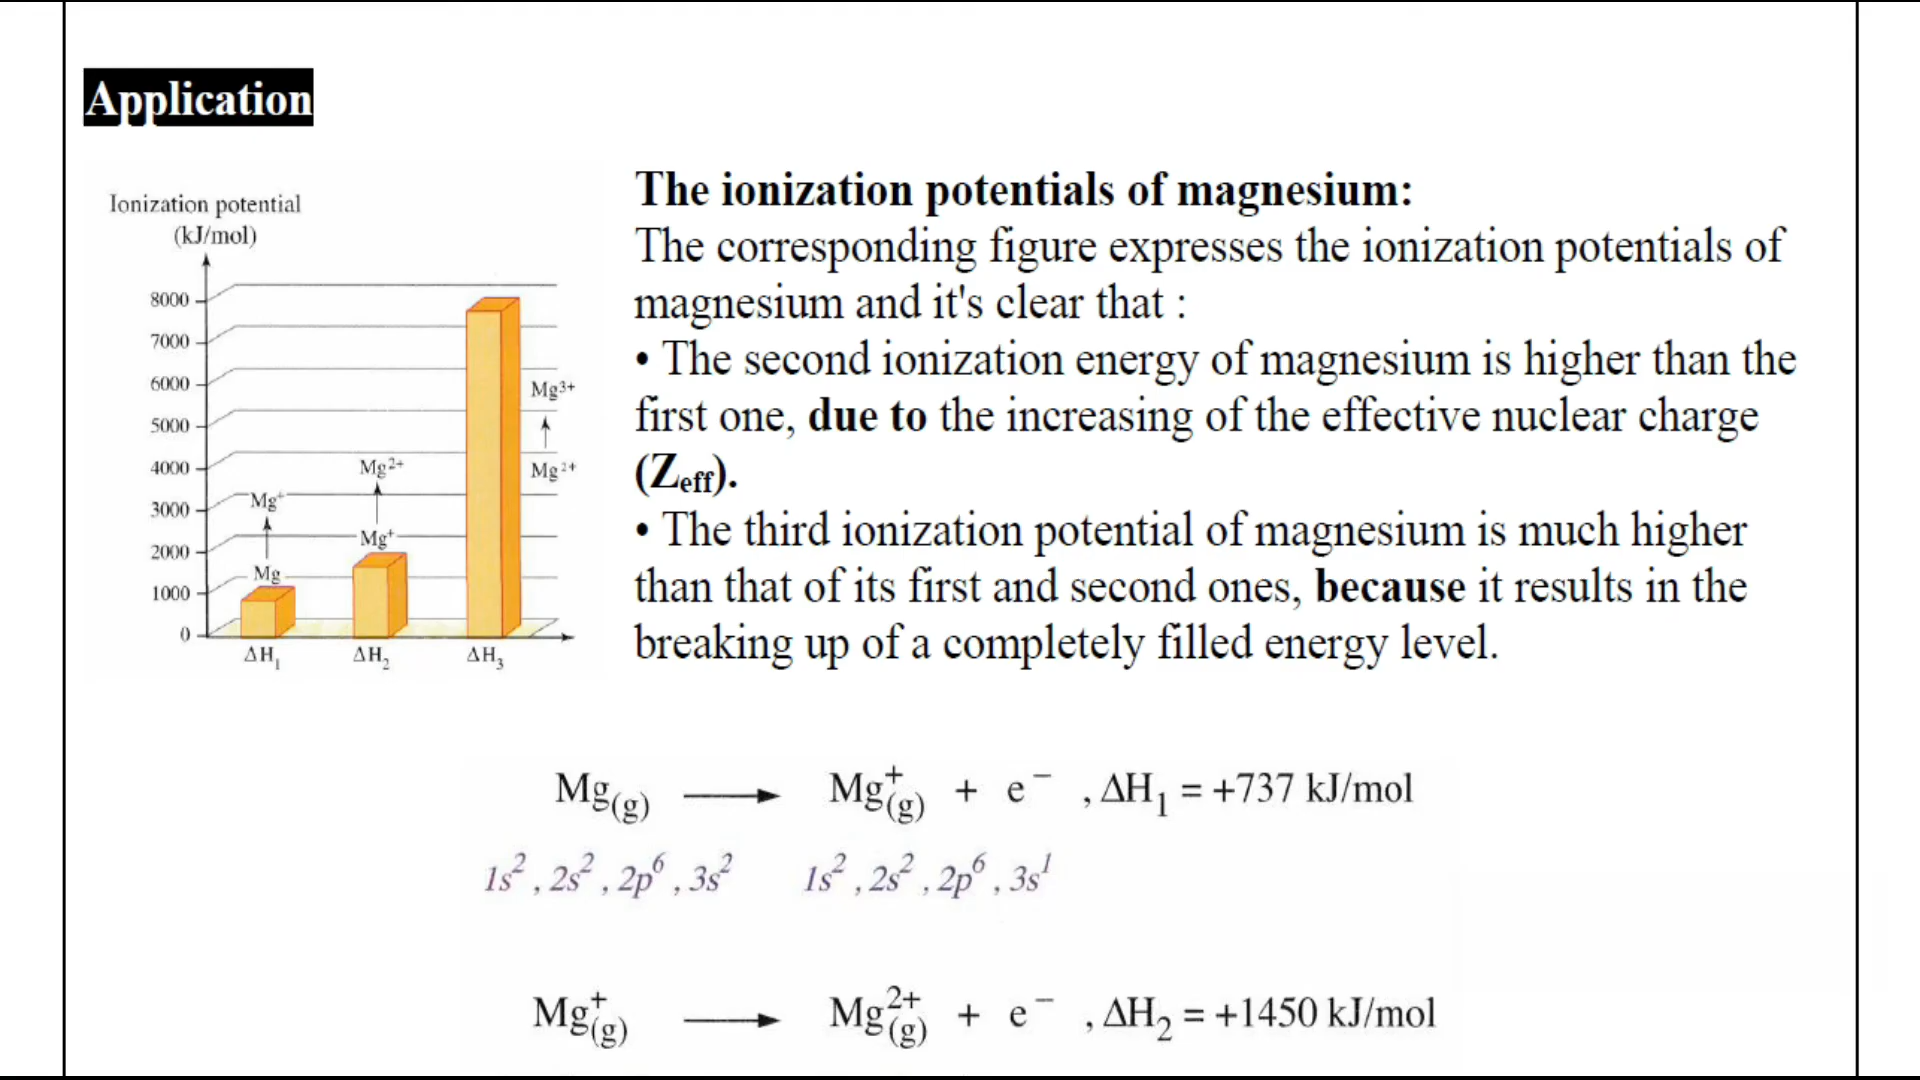 Application
Ionization potential
(kJ/mol)
8000
7000
6000
5000
4000
3000
2000
1000
0
Mg⁺
Mg
Mg²⁺
Mg⁺
Mg³⁺
Mg²⁺
ΔH₁
ΔH₂
ΔH₃
The ionization potentials of magnesium:
The corresponding figure expresses the ionization potentials of
magnesium and it's clear that :
• The second ionization energy of magnesium is higher than the
first one, due to the increasing of the effective nuclear charge
(Zeff).
• The third ionization potential of magnesium is much higher
than that of its first and second ones, because it results in the
breaking up of a completely filled energy level.
Mg(g) ⟶ Mg⁺(g) + e⁻ , ΔH₁ = +737 kJ/mol
1s² , 2s² , 2p⁶ , 3s² 1s² , 2s² , 2p⁶ , 3s¹
Mg⁺(g) ⟶ Mg²⁺(g) + e⁻ , ΔH₂ = +1450 kJ/mol